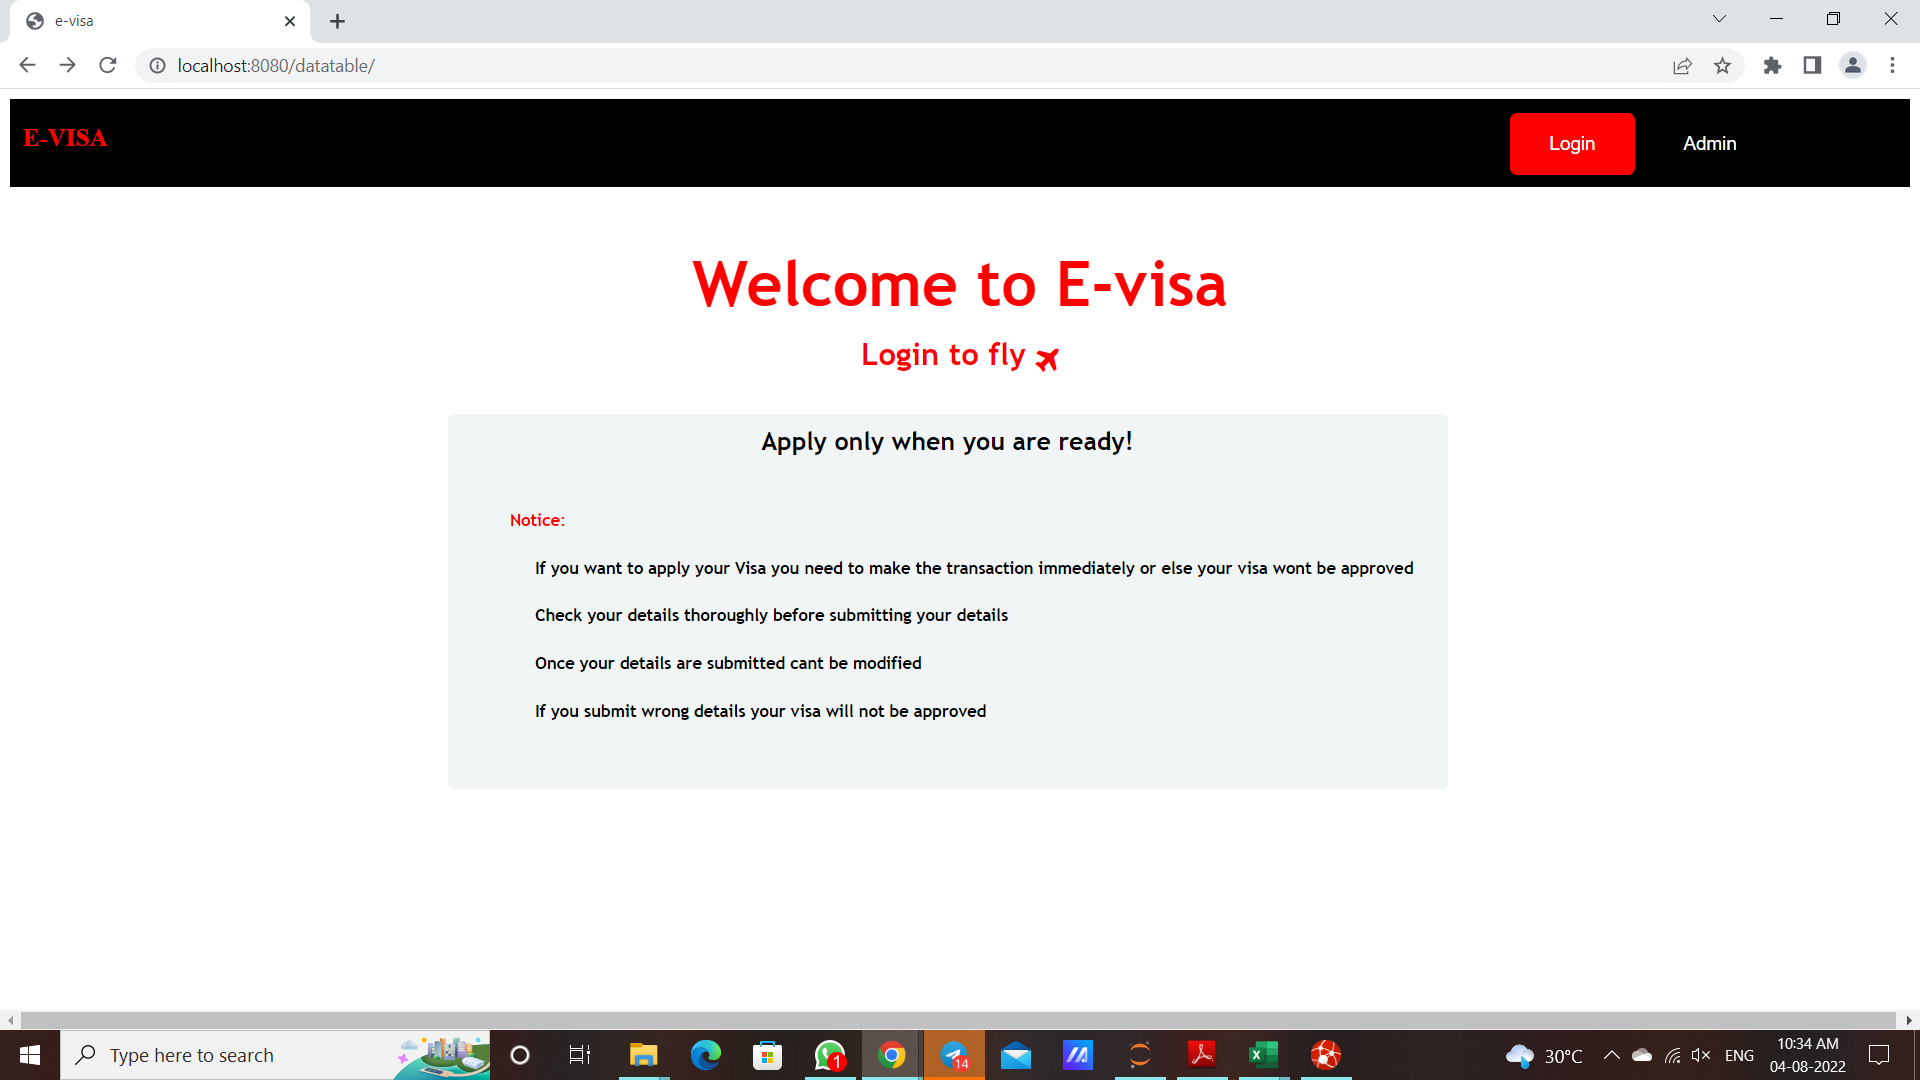 e-visa
localhost:8080/datatable/
E-VISA
Login
Admin
Welcome to E-visa
Login to fly
Apply only when you are ready!
Notice:
If you want to apply your Visa you need to make the transaction immediately or else your visa wont be approved
Check your details thoroughly before submitting your details
Once your details are submitted cant be modified
If you submit wrong details your visa will not be approved
Type here to search
1
14
30°C
ENG
10:34 AM
04-08-2022